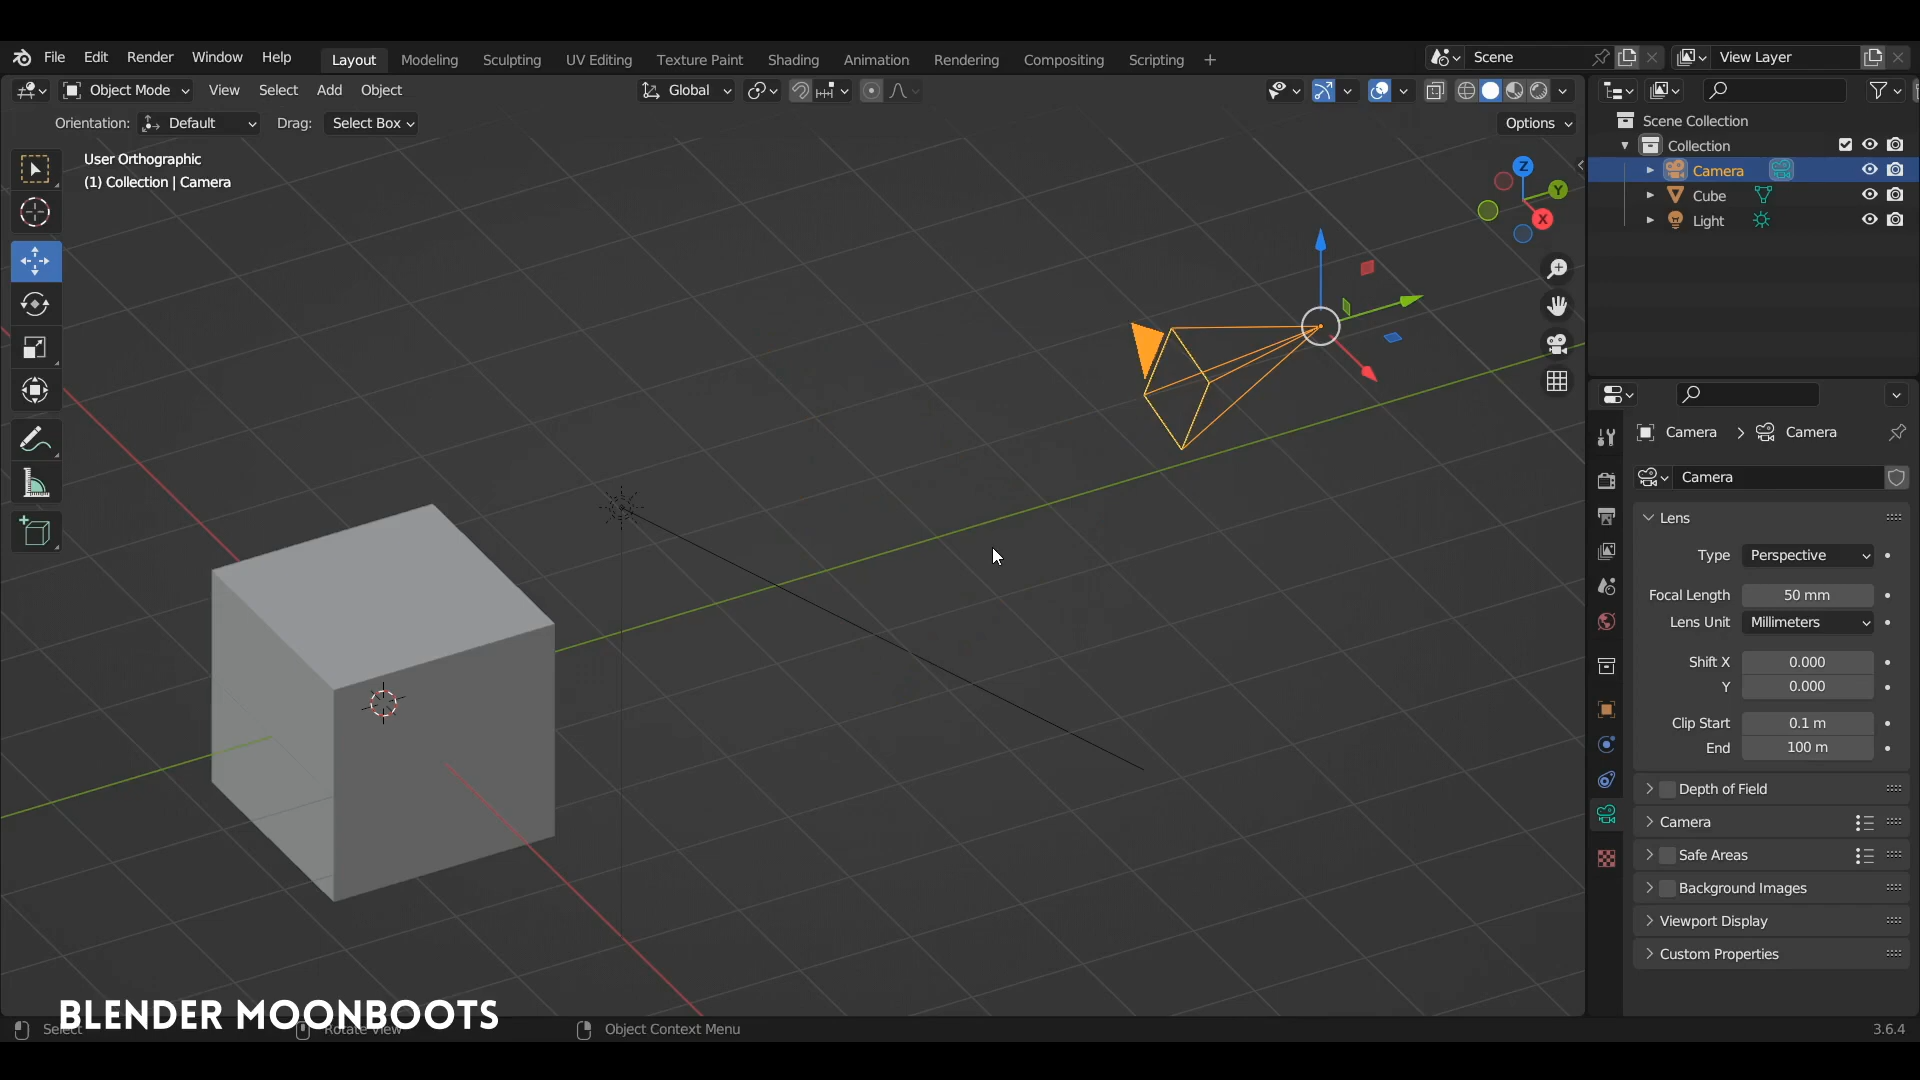 File Edit Render Window Help Layout Modeling Sculpting UV Editing Texture Paint Shading Animation Rendering Compositing Scripting + Scene View Layer
Object Mode View Select Add Object Global
Orientation: Default Drag: Select Box Options
User Orthographic
(1) Collection | Camera
Z
Y
X
Scene Collection
Collection
Camera
Cube
Light
Camera > Camera
Camera
Lens
Type Perspective
Focal Length 50 mm
Lens Unit Millimeters
Shift X 0.000
Y 0.000
Clip Start 0.1 m
End 100 m
Depth of Field
Camera
Safe Areas
Background Images
Viewport Display
Custom Properties
BLENDER MOONBOOTS
Select Rotate View Object Context Menu 3.6.4